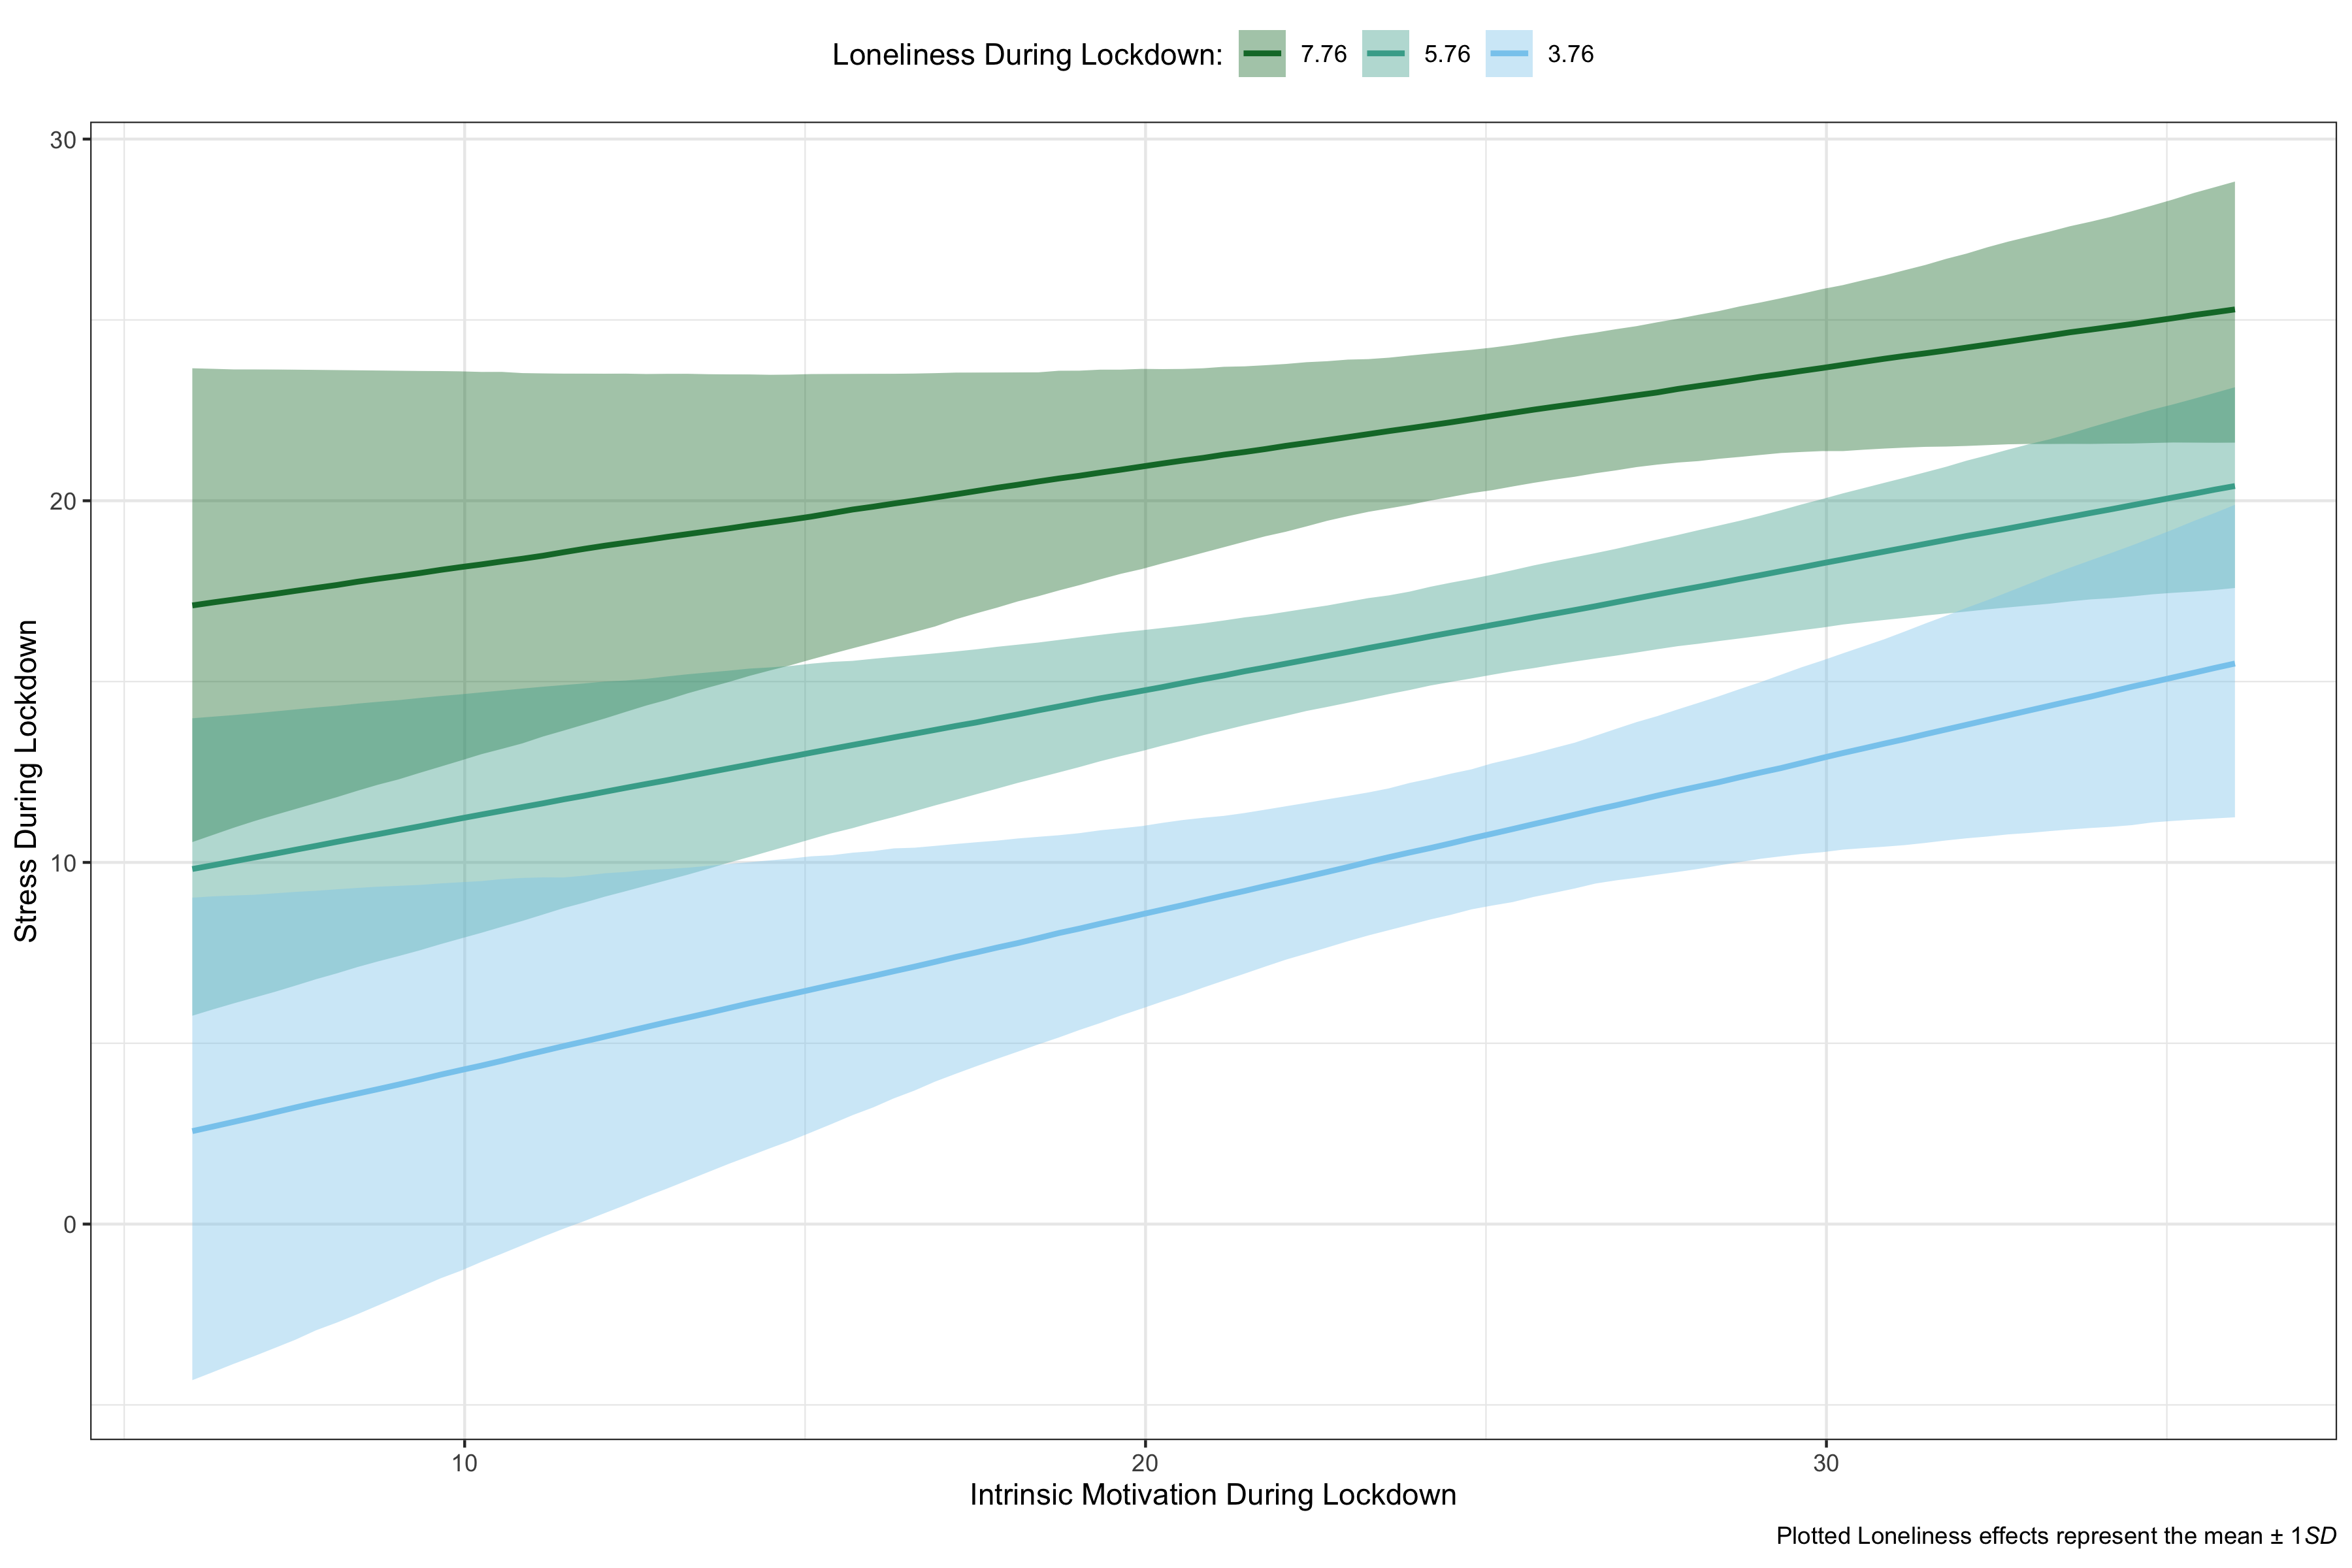 Loneliness During Lockdown: 7.76 5.76 3.76
30
20
10
0
Stress During Lockdown
10 20 30
Intrinsic Motivation During Lockdown
Plotted Loneliness effects represent the mean ± 1SD